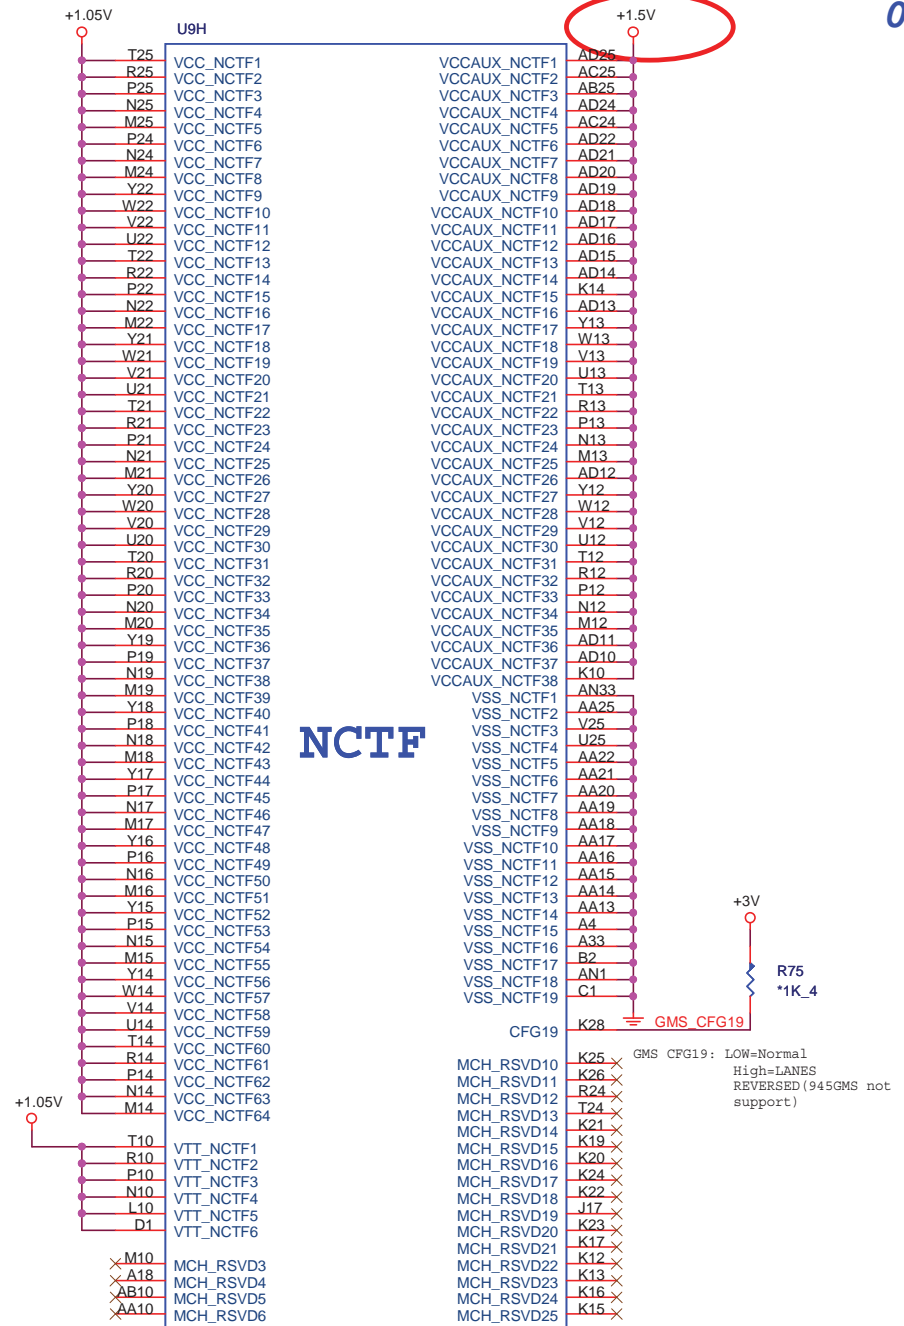 +1.05V
+1.5V
0
U9H
T25 VCC_NCTF1 VCCAUX_NCTF1 AD25
R25 VCC_NCTF2 VCCAUX_NCTF2 AC25
P25 VCC_NCTF3 VCCAUX_NCTF3 AB25
N25 VCC_NCTF4 VCCAUX_NCTF4 AD24
M25 VCC_NCTF5 VCCAUX_NCTF5 AC24
P24 VCC_NCTF6 VCCAUX_NCTF6 AD22
N24 VCC_NCTF7 VCCAUX_NCTF7 AD21
M24 VCC_NCTF8 VCCAUX_NCTF8 AD20
Y22 VCC_NCTF9 VCCAUX_NCTF9 AD19
W22 VCC_NCTF10 VCCAUX_NCTF10 AD18
V22 VCC_NCTF11 VCCAUX_NCTF11 AD17
U22 VCC_NCTF12 VCCAUX_NCTF12 AD16
T22 VCC_NCTF13 VCCAUX_NCTF13 AD15
R22 VCC_NCTF14 VCCAUX_NCTF14 AD14
P22 VCC_NCTF15 VCCAUX_NCTF15 K14
N22 VCC_NCTF16 VCCAUX_NCTF16 AD13
M22 VCC_NCTF17 VCCAUX_NCTF17 Y13
Y21 VCC_NCTF18 VCCAUX_NCTF18 W13
W21 VCC_NCTF19 VCCAUX_NCTF19 V13
V21 VCC_NCTF20 VCCAUX_NCTF20 U13
U21 VCC_NCTF21 VCCAUX_NCTF21 T13
T21 VCC_NCTF22 VCCAUX_NCTF22 R13
R21 VCC_NCTF23 VCCAUX_NCTF23 P13
P21 VCC_NCTF24 VCCAUX_NCTF24 N13
N21 VCC_NCTF25 VCCAUX_NCTF25 M13
M21 VCC_NCTF26 VCCAUX_NCTF26 AD12
Y20 VCC_NCTF27 VCCAUX_NCTF27 Y12
W20 VCC_NCTF28 VCCAUX_NCTF28 W12
V20 VCC_NCTF29 VCCAUX_NCTF29 V12
U20 VCC_NCTF30 VCCAUX_NCTF30 U12
T20 VCC_NCTF31 VCCAUX_NCTF31 T12
R20 VCC_NCTF32 VCCAUX_NCTF32 R12
P20 VCC_NCTF33 VCCAUX_NCTF33 P12
N20 VCC_NCTF34 VCCAUX_NCTF34 N12
M20 VCC_NCTF35 VCCAUX_NCTF35 M12
Y19 VCC_NCTF36 VCCAUX_NCTF36 AD11
P19 VCC_NCTF37 VCCAUX_NCTF37 AD10
N19 VCC_NCTF38 VCCAUX_NCTF38 K10
M19 VCC_NCTF39 VSS_NCTF1 AN33
Y18 VCC_NCTF40 VSS_NCTF2 AA25
P18 VCC_NCTF41 VSS_NCTF3 V25
N18 VCC_NCTF42 VSS_NCTF4 U25
NCTF
M18 VCC_NCTF43 VSS_NCTF5 AA22
Y17 VCC_NCTF44 VSS_NCTF6 AA21
P17 VCC_NCTF45 VSS_NCTF7 AA20
N17 VCC_NCTF46 VSS_NCTF8 AA19
M17 VCC_NCTF47 VSS_NCTF9 AA18
Y16 VCC_NCTF48 VSS_NCTF10 AA17
P16 VCC_NCTF49 VSS_NCTF11 AA16
N16 VCC_NCTF50 VSS_NCTF12 AA15
M16 VCC_NCTF51 VSS_NCTF13 AA14
Y15 VCC_NCTF52 VSS_NCTF14 AA13
P15 VCC_NCTF53 VSS_NCTF15 A4
N15 VCC_NCTF54 VSS_NCTF16 A33
M15 VCC_NCTF55 VSS_NCTF17 B2
Y14 VCC_NCTF56 VSS_NCTF18 AN1
W14 VCC_NCTF57 VSS_NCTF19 C1
V14 VCC_NCTF58
U14 VCC_NCTF59 CFG19 K28 GMS_CFG19
+3V
R75
*1K_4
T14 VCC_NCTF60
R14 VCC_NCTF61 MCH_RSVD10 K25
P14 VCC_NCTF62 MCH_RSVD11 K26
N14 VCC_NCTF63 MCH_RSVD12 R24
M14 VCC_NCTF64 MCH_RSVD13 T24
GMS CFG19: LOW=Normal
High=LANES
REVERSED(945GMS not
support)
+1.05V
MCH_RSVD14 K21
T10 VTT_NCTF1 MCH_RSVD15 K19
R10 VTT_NCTF2 MCH_RSVD16 K20
P10 VTT_NCTF3 MCH_RSVD17 K24
N10 VTT_NCTF4 MCH_RSVD18 K22
L10 VTT_NCTF5 MCH_RSVD19 J17
D1 VTT_NCTF6 MCH_RSVD20 K23
MCH_RSVD21 K17
M10 MCH_RSVD3 MCH_RSVD22 K12
A18 MCH_RSVD4 MCH_RSVD23 K13
AB10 MCH_RSVD5 MCH_RSVD24 K16
AA10 MCH_RSVD6 MCH_RSVD25 K15